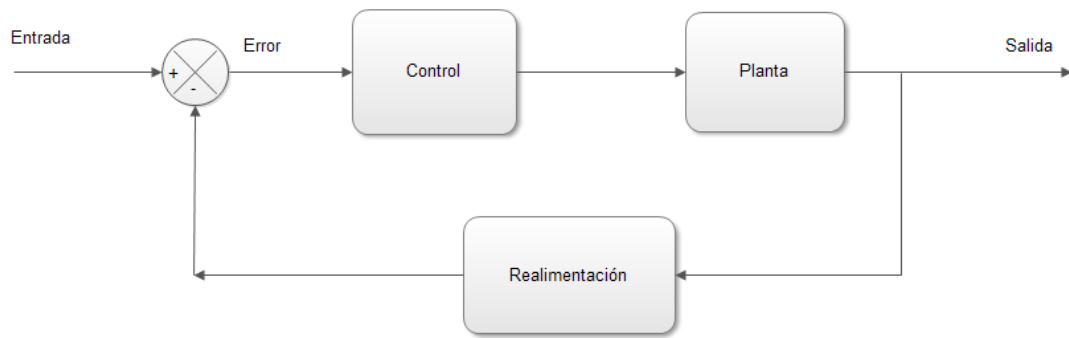 Entrada
Error
Control
Planta
Salida
+
-
Realimentación